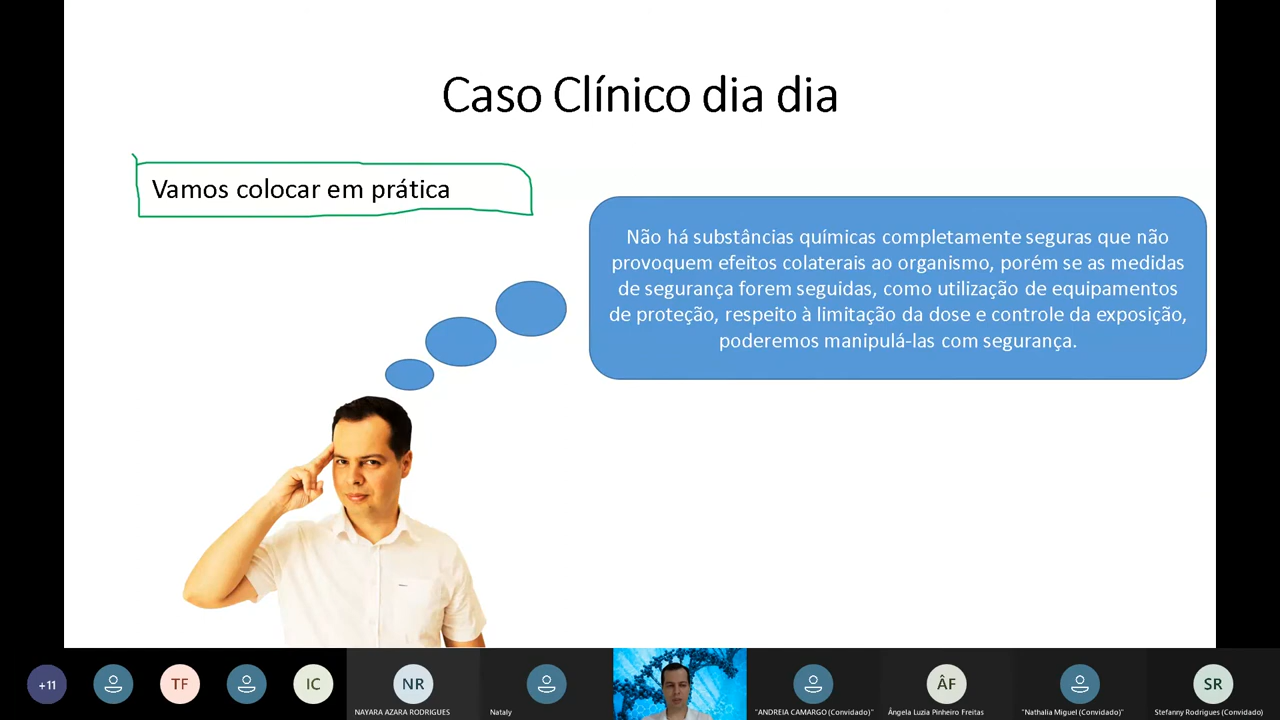 Caso Clínico dia dia
Vamos colocar em prática
Não há substâncias químicas completamente seguras que não
provoquem efeitos colaterais ao organismo, porém se as medidas
de segurança forem seguidas, como utilização de equipamentos
de proteção, respeito à limitação da dose e controle da exposição,
poderemos manipulá-las com segurança.
+11
TF
IC
NR
ÂF
SR
NAYARA AZARA RODRIGUES
Nataly
"ANDREIA CAMARGO (Convidado)"
Ângela Luzia Pinheiro Freitas
"Nathalia Miguel (Convidado)"
Stefanny Rodrigues (Convidado)